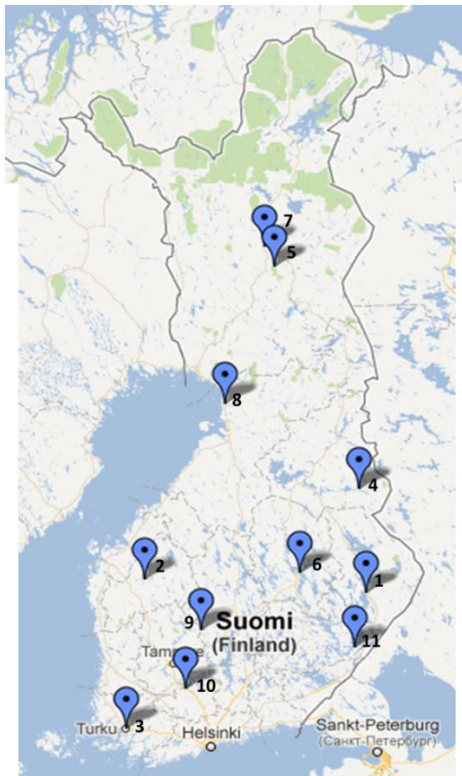 7
5
8
4
6
2
1
9
Suomi
(Finland)
11
Tampere
10
3
Turku
Helsinki
Sankt-Peterburg
(Санкт-Петербург)